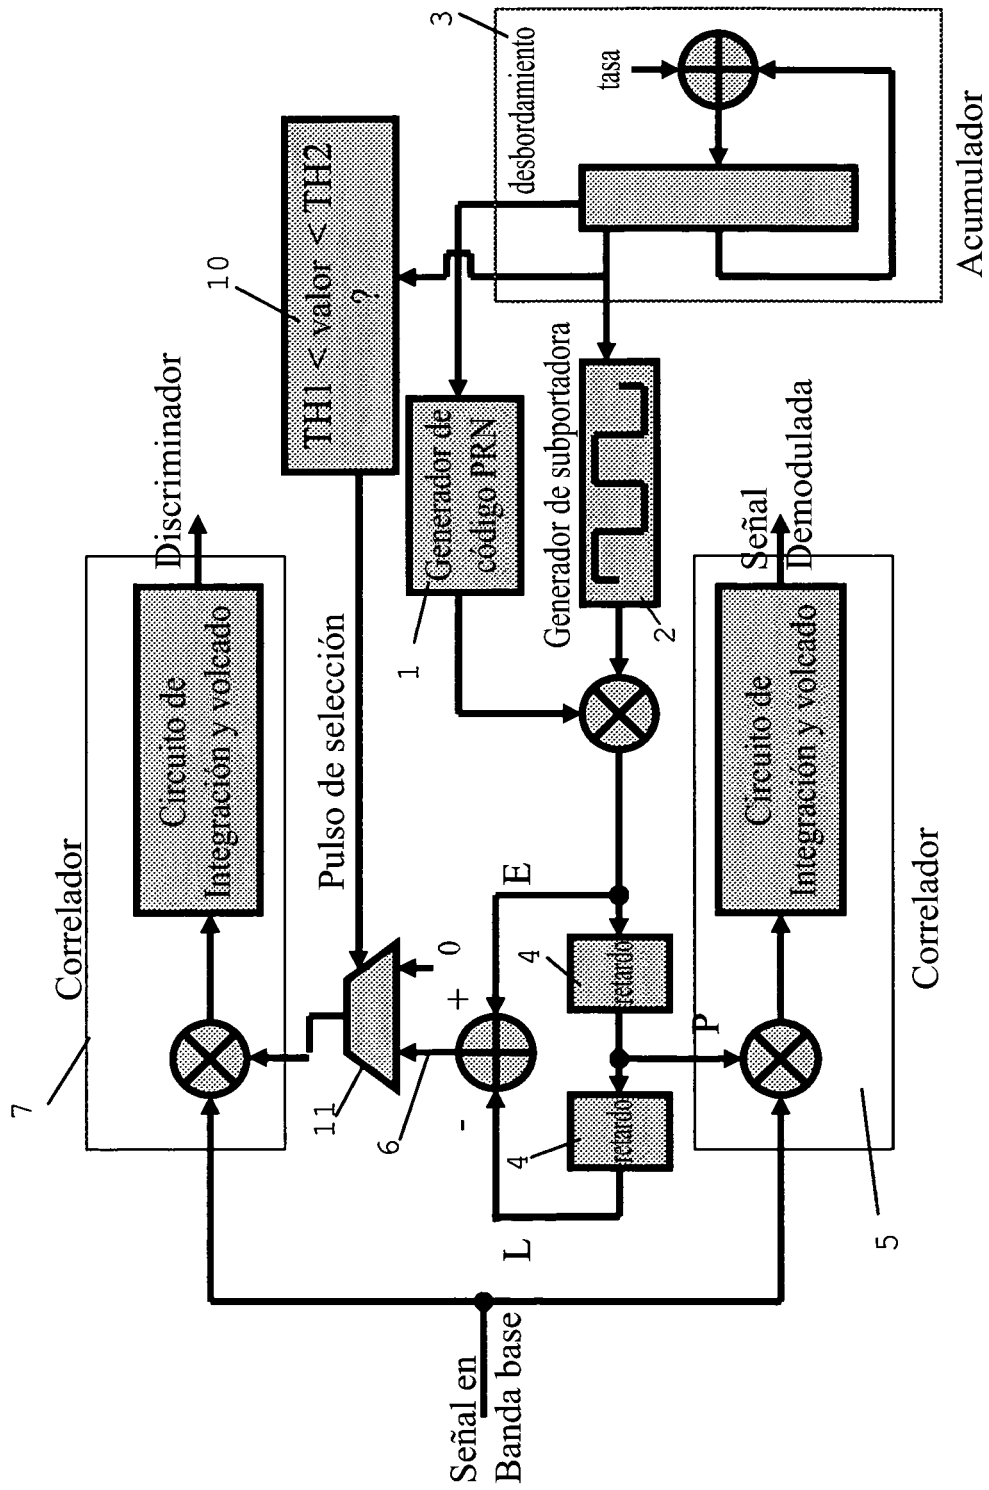 7
Correlador
Circuito de
Integración y volcado
Discriminador
10
TH1 < valor < TH2
?
Pulso de selección
11
0
6
+
-
E
L
4
retardo
4
retardo
P
1
Generador de
código PRN
Generador de subportadora
2
3
desbordamiento
tasa
Acumulador
Señal en
Banda base
5
Circuito de
Integración y volcado
Señal
Demodulada
Correlador